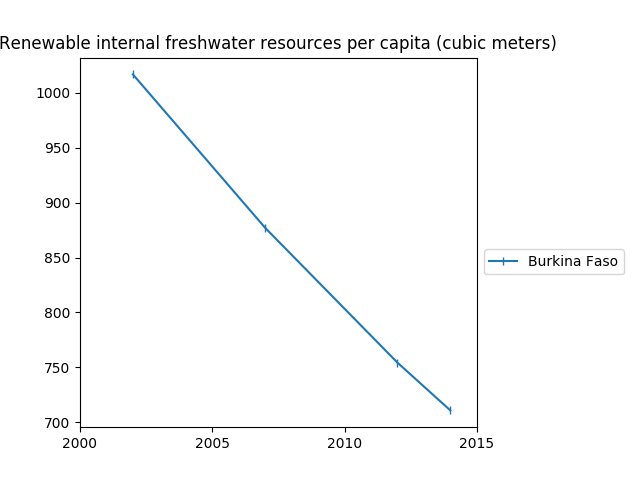 Renewable internal freshwater resources per capita (cubic meters)
1000
950
900
850
800
750
700
2000 2005 2010 2015
Burkina Faso